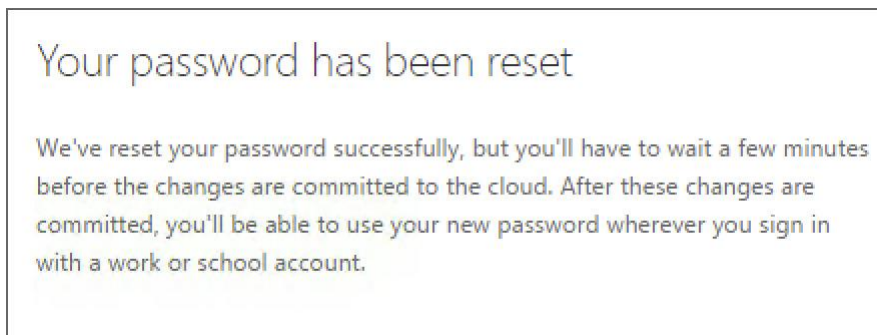 Your password has been reset
We've reset your password successfully, but you'll have to wait a few minutes
before the changes are committed to the cloud. After these changes are
committed, you'll be able to use your new password wherever you sign in
with a work or school account.